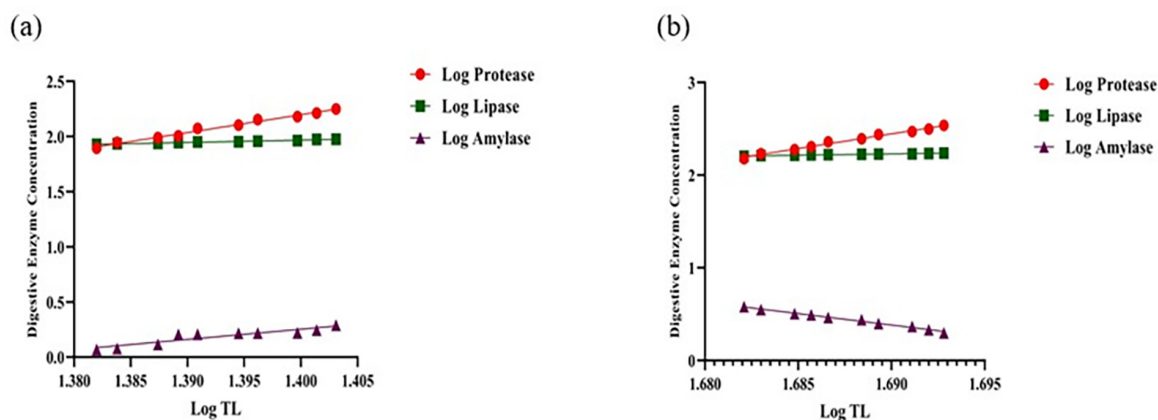 (a)
Digestive Enzyme Concentration
2.5
2.0
1.5
1.0
0.5
0.0
1.380 1.385 1.390 1.395 1.400 1.405
Log TL
Log Protease
Log Lipase
Log Amylase
(b)
Digestive Enzyme Concentration
3
2
1
0
1.680 1.685 1.690 1.695
Log TL
Log Protease
Log Lipase
Log Amylase